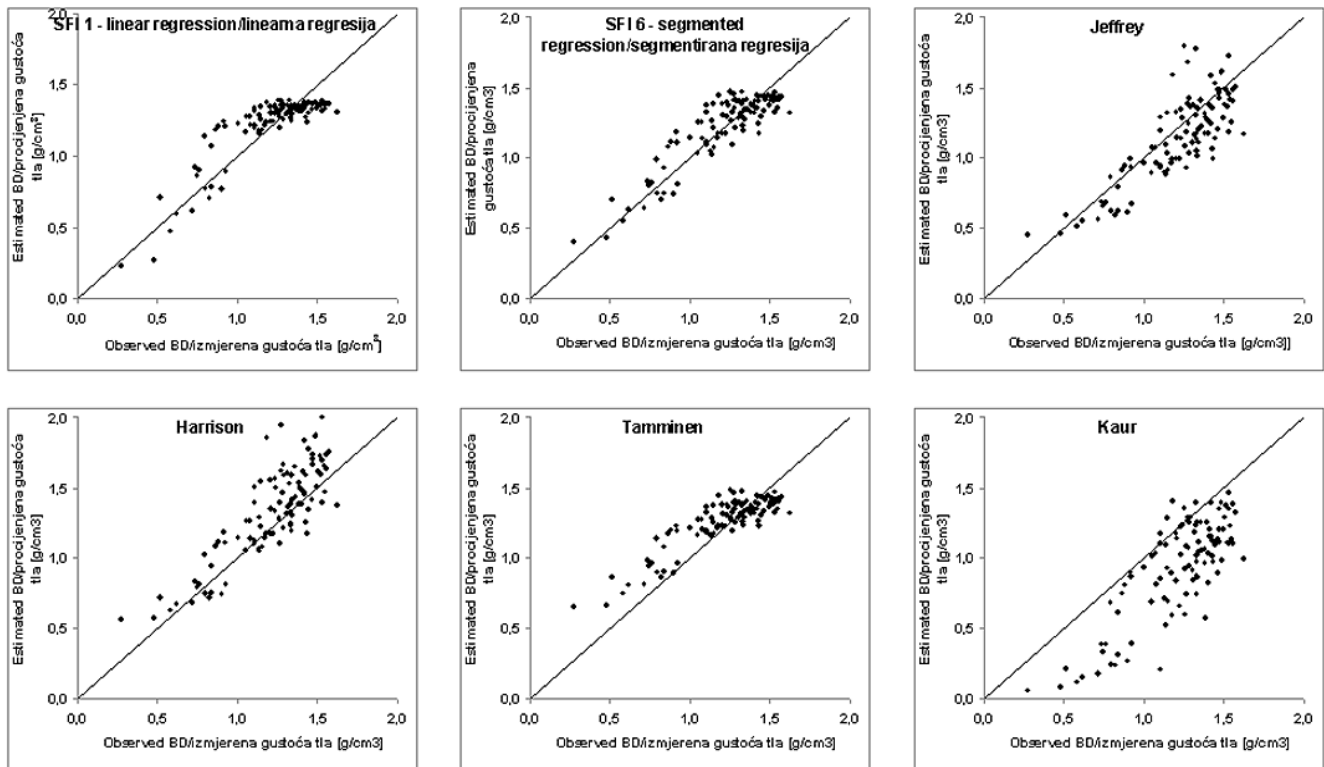 SFI 1 - linear regression/linearna regresija
2,0
1,5
1,0
0,5
0,0
Estimated BD/procijenjena gustoća
tla [g/cm²]
0,0 0,5 1,0 1,5 2,0
Observed BD/izmjerena gustoća tla [g/cm²]
SFI 6 - segmented
regression/segmentirana regresija
2,0
1,5
1,0
0,5
0,0
Estimated BD/procijenjena
gustoća tla [g/cm3]
0,0 0,5 1,0 1,5 2,0
Observed BD/izmjerena gustoća tla [g/cm3]
Jeffrey
2,0
1,5
1,0
0,5
0,0
Estimated BD/procijenjena gustoća
tla [g/cm3]
0,0 0,5 1,0 1,5 2,0
Observed BD/izmjerena gustoća tla [g/cm3]]
Harrison
2,0
1,5
1,0
0,5
0,0
Estimated BD/procijenjena gustoća
tla [g/cm3]
0,0 0,5 1,0 1,5 2,0
Observed BD/izmjerena gustoća tla [g/cm3]
Tamminen
2,0
1,5
1,0
0,5
0,0
Estimated BD/procijenjena gustoća
tla [g/cm3]
0,0 0,5 1,0 1,5 2,0
Observed BD/izmjerena gustoća tla [g/cm3]
Kaur
2,0
1,5
1,0
0,5
0,0
Estimated BD/procijenjena gustoća
tla [g/cm3]
0,0 0,5 1,0 1,5 2,0
Observed BD/izmjerena gustoća tla [g/cm3]